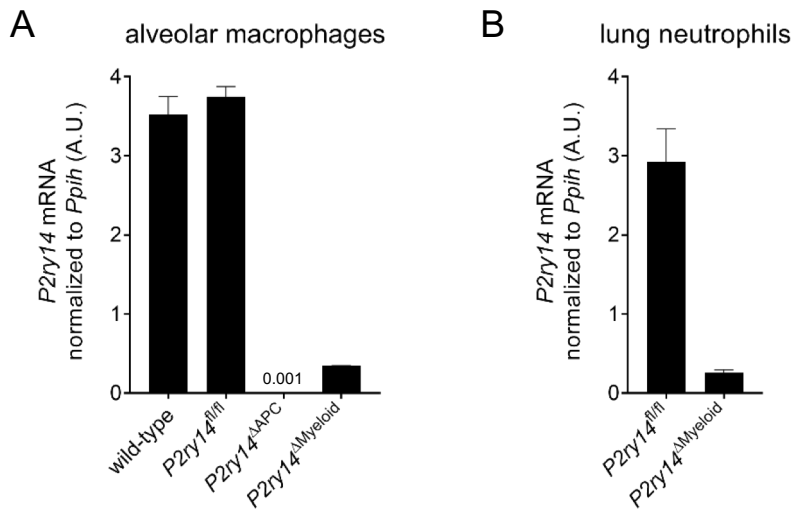 A
alveolar macrophages
P2ry14 mRNA
normalized to Ppih (A.U.)
4
3
2
1
0
0.001
wild-type
P2ry14fl/fl
P2ry14ΔAPC
P2ry14ΔMyeloid
B
lung neutrophils
P2ry14 mRNA
normalized to Ppih (A.U.)
4
3
2
1
0
P2ry14fl/fl
P2ry14ΔMyeloid